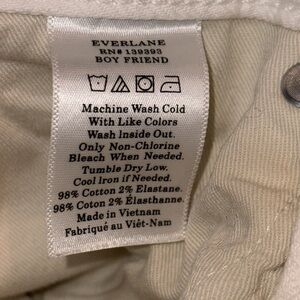 EVERLANE
RN# 139393
BOY FRIEND
Machine Wash Cold
With Like Colors
Wash Inside Out.
Only Non-Chlorine
Bleach When Needed.
Tumble Dry Low.
Cool Iron if Needed.
98% Cotton 2% Elastane.
98% Coton 2% Elasthanne.
Made in Vietnam
Fabriqué au Viêt-Nam